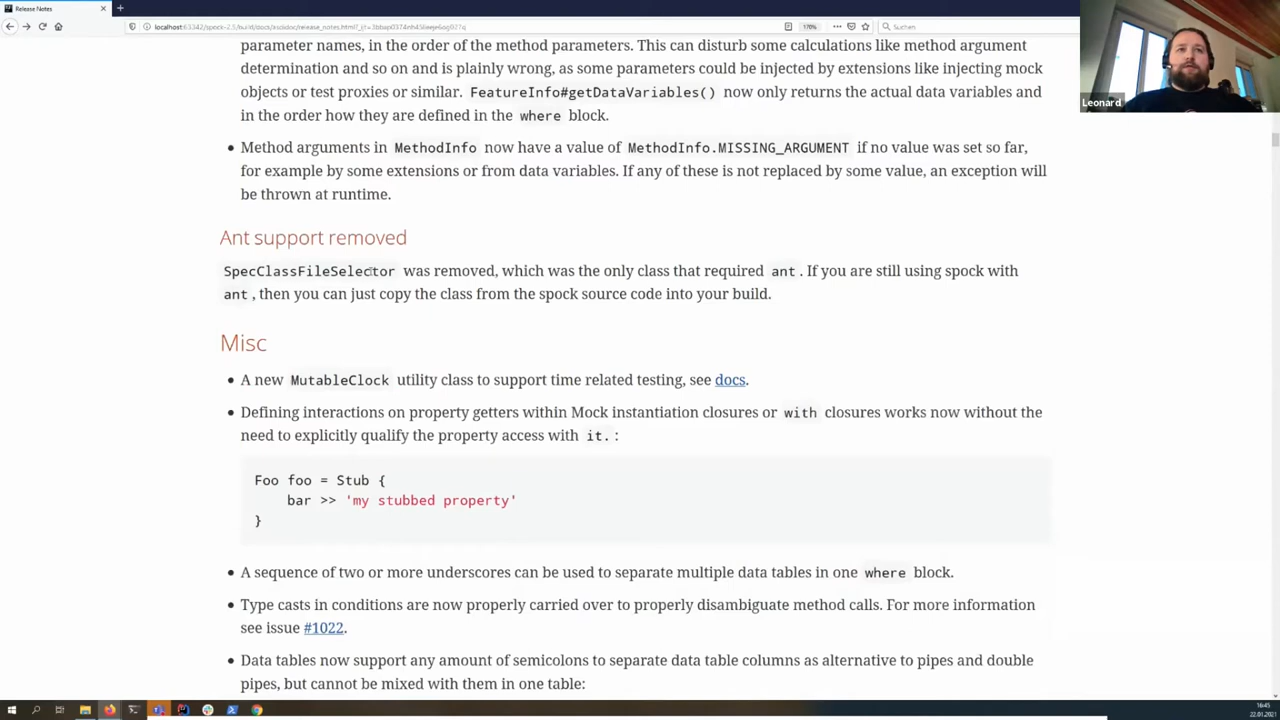 Release Notes
170%
Suchen
Leonard
parameter names, in the order of the method parameters. This can disturb some calculations like method argument
determination and so on and is plainly wrong, as some parameters could be injected by extensions like injecting mock
objects or test proxies or similar. FeatureInfo#getDataVariables() now only returns the actual data variables and
in the order how they are defined in the where block.
• Method arguments in MethodInfo now have a value of MethodInfo.MISSING_ARGUMENT if no value was set so far,
for example by some extensions or from data variables. If any of these is not replaced by some value, an exception will
be thrown at runtime.
Ant support removed
SpecClassFileSelector was removed, which was the only class that required ant. If you are still using spock with
ant, then you can just copy the class from the spock source code into your build.
Misc
• A new MutableClock utility class to support time related testing, see docs.
• Defining interactions on property getters within Mock instantiation closures or with closures works now without the
need to explicitly qualify the property access with it. :
Foo foo = Stub {
    bar >> 'my stubbed property'
}
• A sequence of two or more underscores can be used to separate multiple data tables in one where block.
• Type casts in conditions are now properly carried over to properly disambiguate method calls. For more information
see issue #1022.
• Data tables now support any amount of semicolons to separate data table columns as alternative to pipes and double
pipes, but cannot be mixed with them in one table:
16:45
22.01.2021